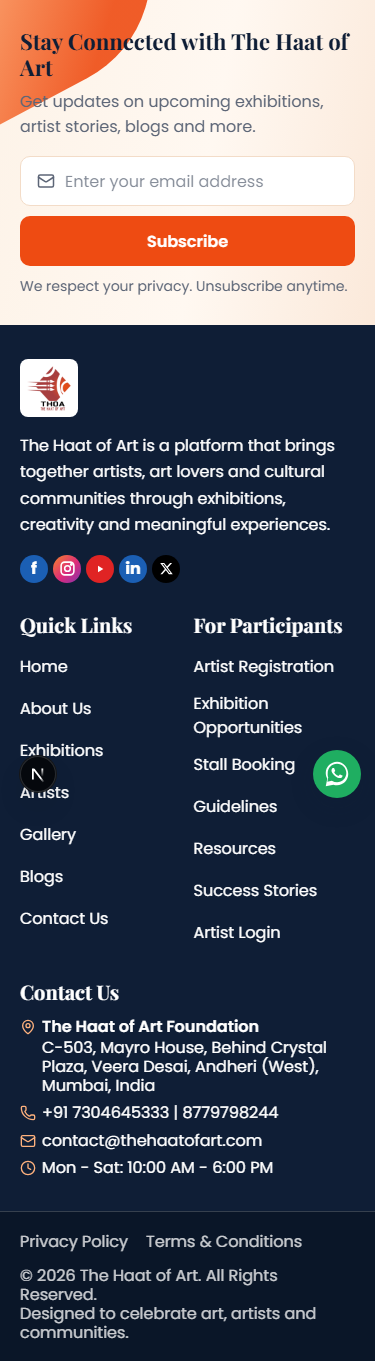 Stay Connected with The Haat of
Art
Get updates on upcoming exhibitions,
artist stories, blogs and more.
Enter your email address
Subscribe
We respect your privacy. Unsubscribe anytime.
THOA
THE HAAT OF ART
The Haat of Art is a platform that brings
together artists, art lovers and cultural
communities through exhibitions,
creativity and meaningful experiences.
Quick Links
Home
About Us
Exhibitions
Artists
Gallery
Blogs
Contact Us
For Participants
Artist Registration
Exhibition
Opportunities
Stall Booking
Guidelines
Resources
Success Stories
Artist Login
Contact Us
The Haat of Art Foundation
C-503, Mayro House, Behind Crystal
Plaza, Veera Desai, Andheri (West),
Mumbai, India
+91 7304645333 | 8779798244
contact@thehaatofart.com
Mon - Sat: 10:00 AM - 6:00 PM
Privacy Policy Terms & Conditions
© 2026 The Haat of Art. All Rights
Reserved.
Designed to celebrate art, artists and
communities.